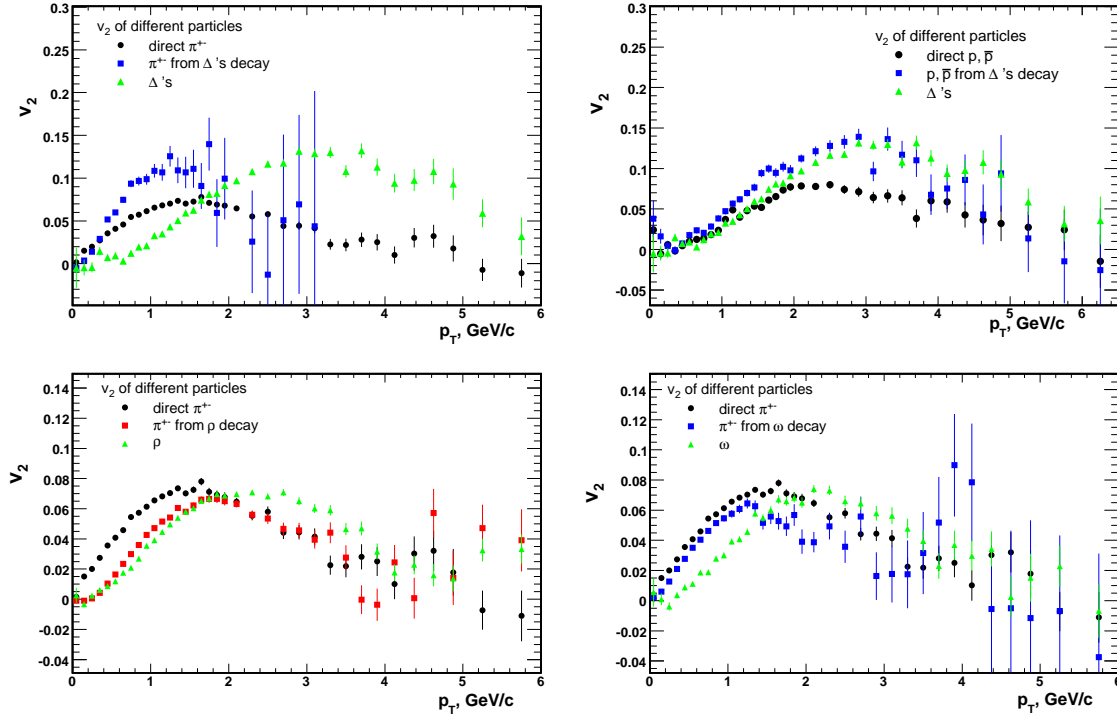 v₂ of different particles
direct π⁺⁻
π⁺⁻ from Δ 's decay
Δ 's
v₂
0.3
0.25
0.2
0.15
0.1
0.05
0
0 1 2 3 4 5 6
p_T, GeV/c
v₂ of different particles
direct p, p̅
p, p̅ from Δ 's decay
Δ 's
v₂
0.3
0.25
0.2
0.15
0.1
0.05
0
-0.05
0 1 2 3 4 5 6
p_T, GeV/c
v₂ of different particles
direct π⁺⁻
π⁺⁻ from ρ decay
ρ
v₂
0.14
0.12
0.1
0.08
0.06
0.04
0.02
0
-0.02
-0.04
0 1 2 3 4 5 6
p_T, GeV/c
v₂ of different particles
direct π⁺⁻
π⁺⁻ from ω decay
ω
v₂
0.14
0.12
0.1
0.08
0.06
0.04
0.02
0
-0.02
-0.04
0 1 2 3 4 5 6
p_T, GeV/c